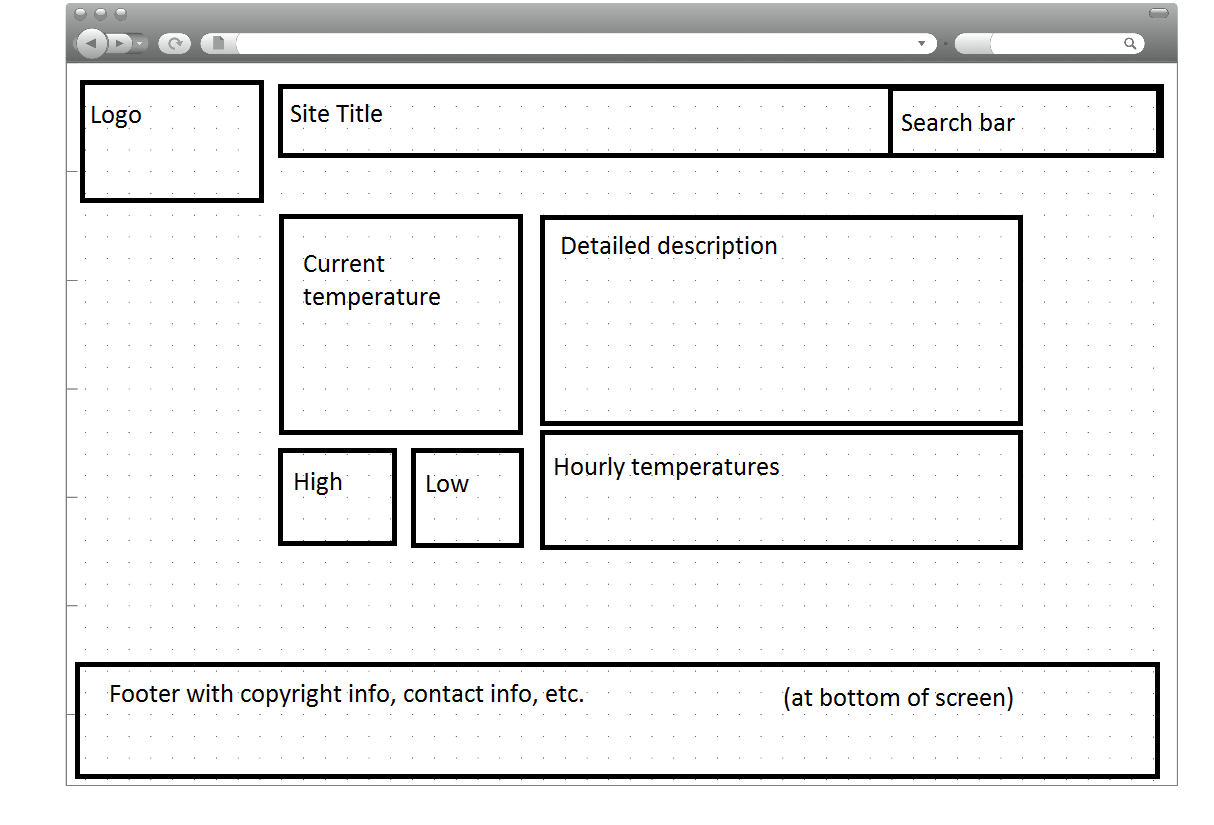 Logo
Site Title
Search bar
Current
temperature
Detailed description
High
Low
Hourly temperatures
Footer with copyright info, contact info, etc.
(at bottom of screen)